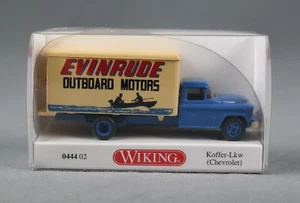 EVINRUDE
OUTBOARD MOTORS
0444 02
WIKING
Koffer-Lkw
(Chevrolet)